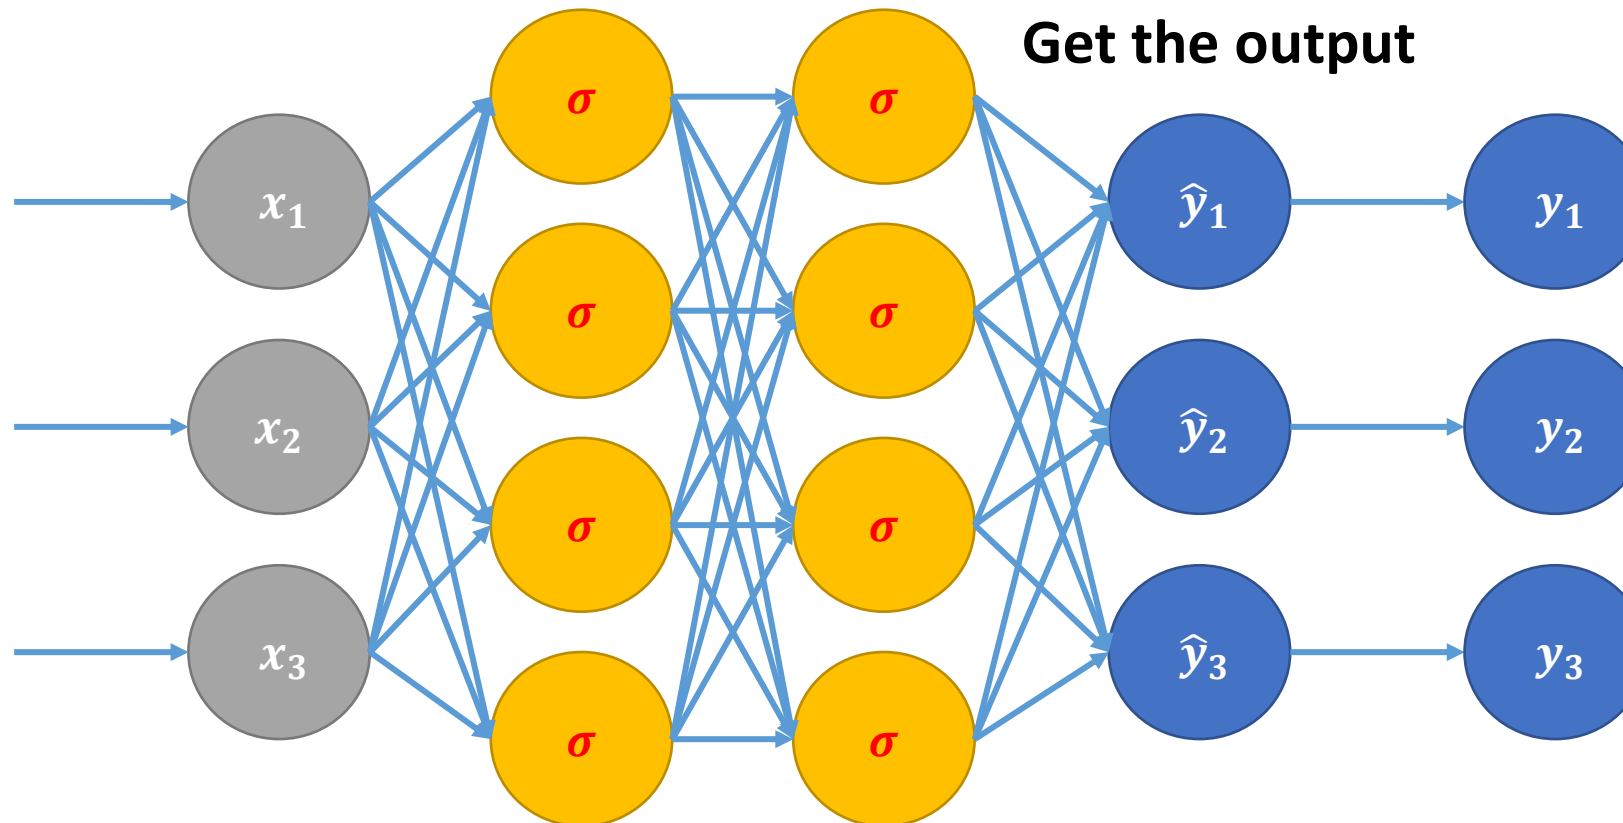 Get the output
σ σ
x₁ ŷ₁ y₁
σ σ
x₂ ŷ₂ y₂
σ σ
x₃ ŷ₃ y₃
σ σ